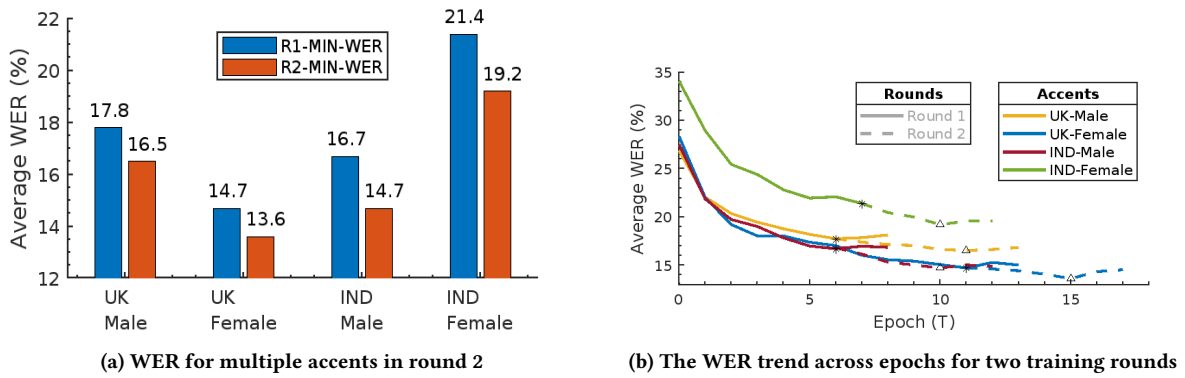 22
20
18
16
14
12
Average WER (%)
R1-MIN-WER
R2-MIN-WER
17.8
16.5
14.7
13.6
16.7
14.7
21.4
19.2
UK
Male
UK
Female
IND
Male
IND
Female
(a) WER for multiple accents in round 2
35
30
25
20
15
Average WER (%)
Rounds
Round 1
Round 2
Accents
UK-Male
UK-Female
IND-Male
IND-Female
0
5
10
15
Epoch (T)
(b) The WER trend across epochs for two training rounds